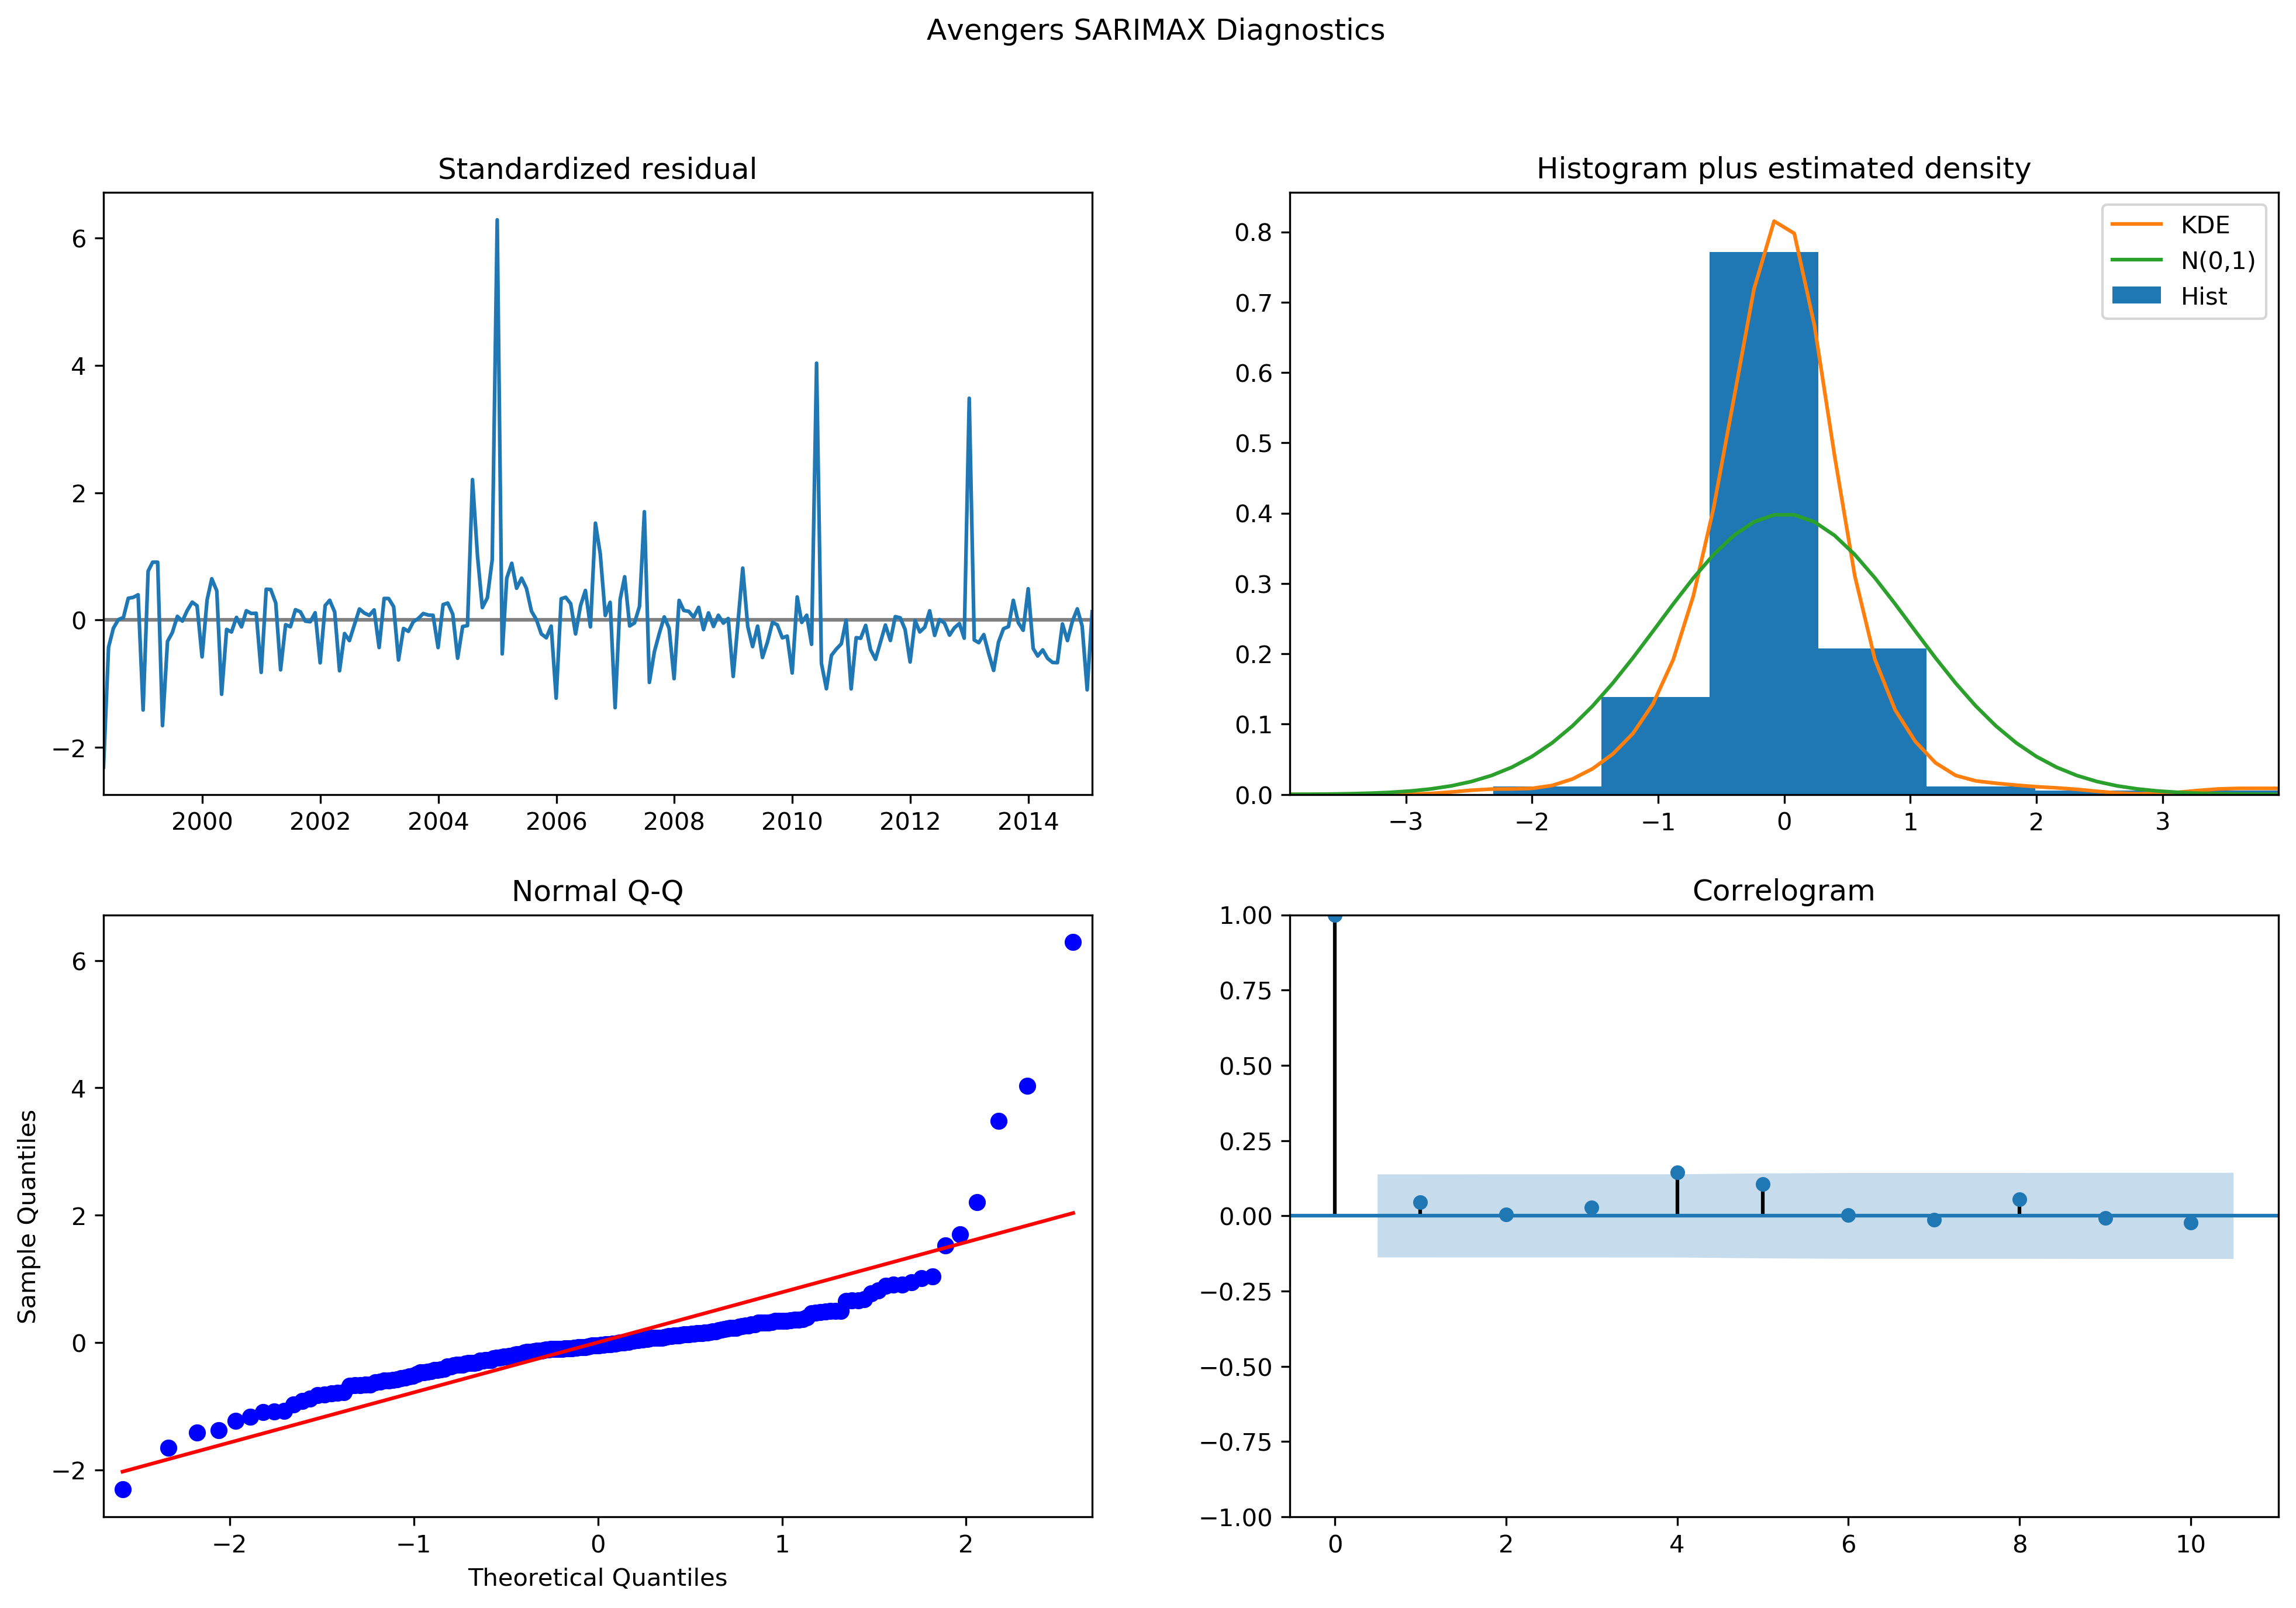 Avengers SARIMAX Diagnostics
Standardized residual
6
4
2
0
−2
2000 2002 2004 2006 2008 2010 2012 2014
Histogram plus estimated density
KDE
N(0,1)
Hist
0.8
0.7
0.6
0.5
0.4
0.3
0.2
0.1
0.0
−3 −2 −1 0 1 2 3
Normal Q-Q
Sample Quantiles
6
4
2
0
−2
−2 −1 0 1 2
Theoretical Quantiles
Correlogram
1.00
0.75
0.50
0.25
0.00
−0.25
−0.50
−0.75
−1.00
0 2 4 6 8 10